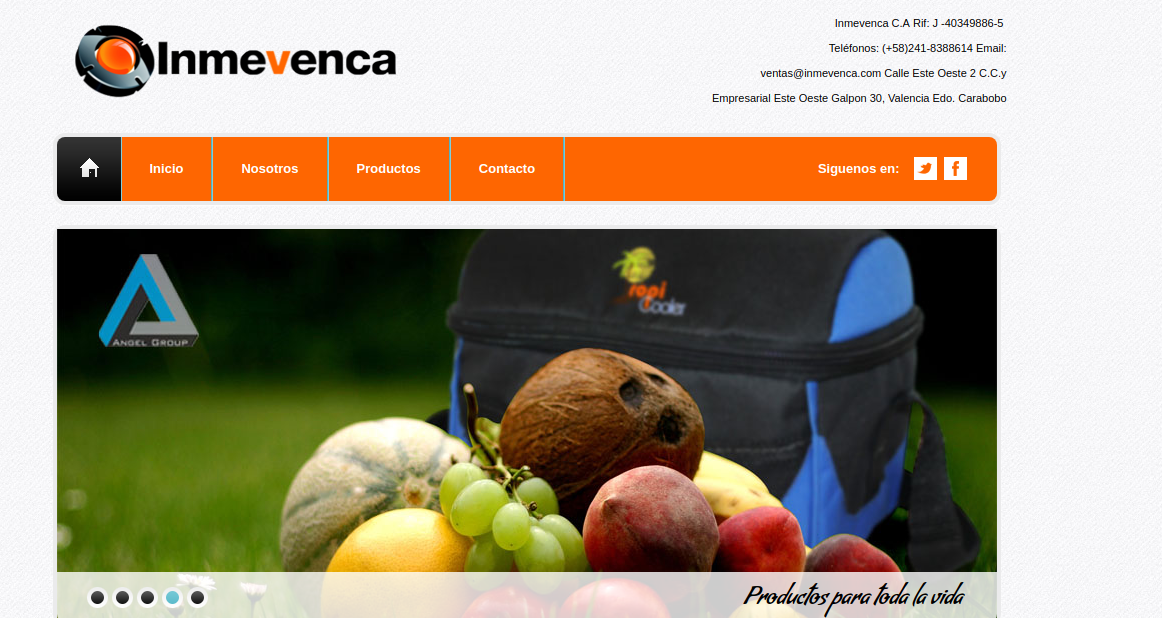 Inmevenca
Inmevenca C.A Rif: J -40349886-5
Teléfonos: (+58)241-8388614 Email:
ventas@inmevenca.com Calle Este Oeste 2 C.C.y
Empresarial Este Oeste Galpon 30, Valencia Edo. Carabobo
Inicio
Nosotros
Productos
Contacto
Siguenos en:
ANGEL GROUP
ropi
Cooler
Productos para toda la vida